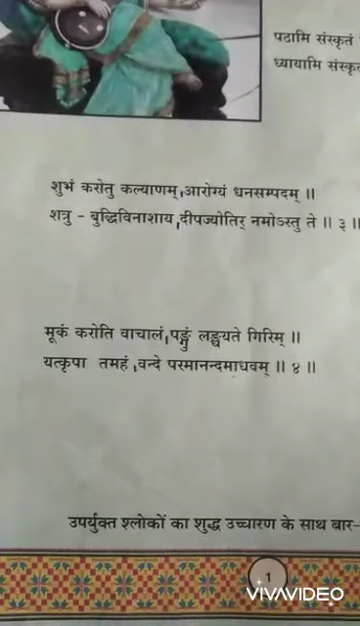 पठामि संस्कृतं
ध्यायामि
शुभं करोतु कल्याणम्,आरोग्यं धनसम्पदम् ॥
शत्रु - बुद्धिविनाशाय,दीपज्योतिर् नमोऽस्तु ते ॥ ३ ॥
मूकं करोति वाचालं,पङ्गुं लङ्घयते गिरिम् ॥
यत्कृपा तमहं ,वन्दे परमानन्दमाधवम् ॥ ४ ॥
उपर्युक्त श्लोकों का शुद्ध उच्चारण के साथ बार-
1
VIVAVIDEO